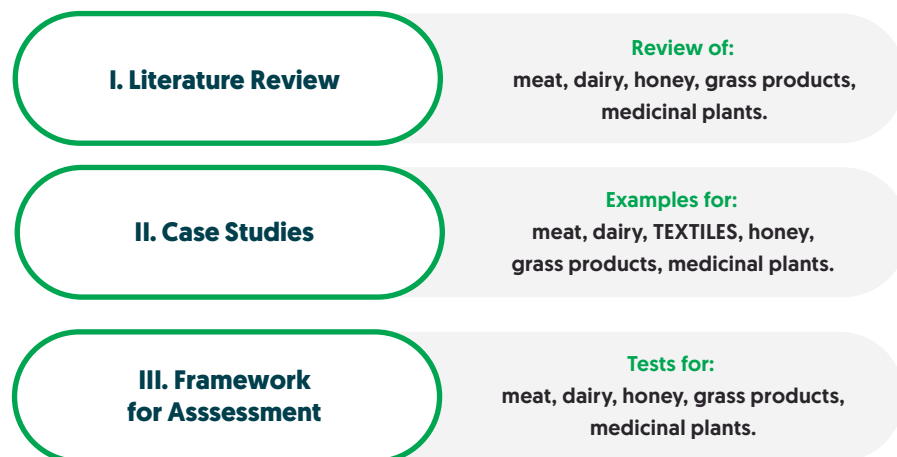 I. Literature Review
Review of:
meat, dairy, honey, grass products,
medicinal plants.
II. Case Studies
Examples for:
meat, dairy, TEXTILES, honey,
grass products, medicinal plants.
III. Framework
for Asssessment
Tests for:
meat, dairy, honey, grass products,
medicinal plants.